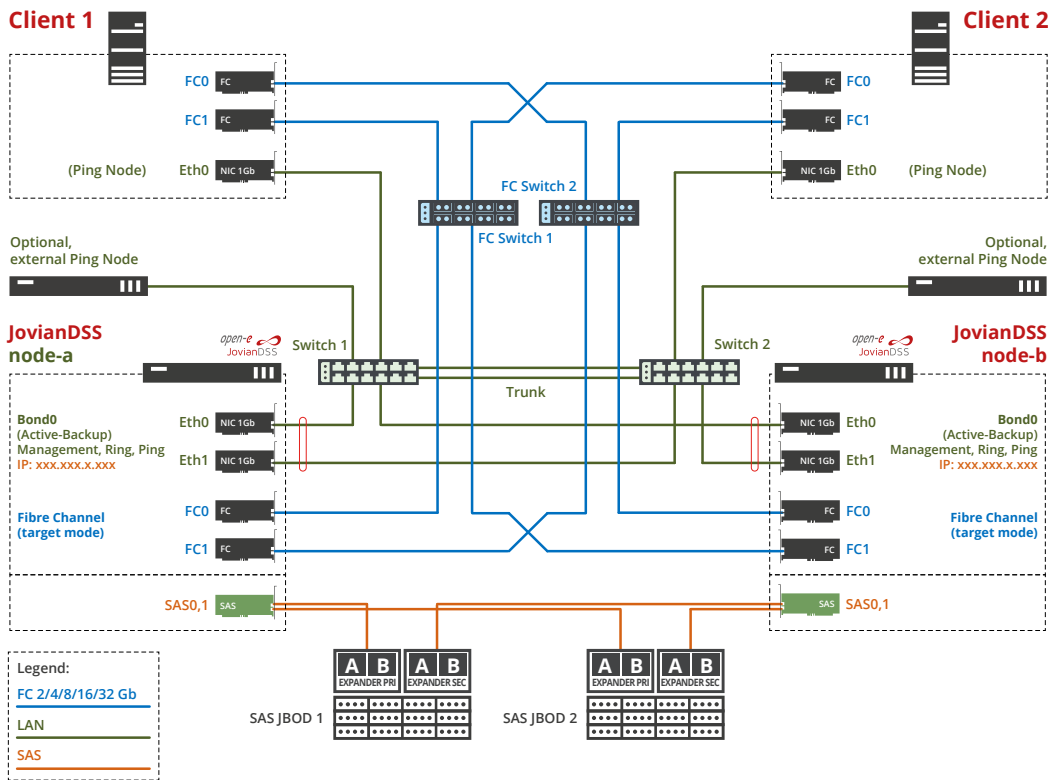 Client 1
Client 2
FC0
FC
FC
FC0
FC1
FC
FC
FC1
(Ping Node)
Eth0
NIC 1Gb
NIC 1Gb
Eth0
(Ping Node)
FC Switch 2
FC Switch 1
Optional,
external Ping Node
Optional,
external Ping Node
JovianDSS
node-a
open-e
JovianDSS
Switch 1
Switch 2
open-e
JovianDSS
JovianDSS
node-b
Trunk
Bond0
(Active-Backup)
Management, Ring, Ping
IP: xxx.xxx.x.xxx
Eth0
NIC 1Gb
Eth1
NIC 1Gb
NIC 1Gb
Eth0
NIC 1Gb
Eth1
Bond0
(Active-Backup)
Management, Ring, Ping
IP: xxx.xxx.x.xxx
Fibre Channel
(target mode)
FC0
FC
FC1
FC
FC
FC0
FC
FC1
Fibre Channel
(target mode)
SAS0,1
SAS
SAS
SAS0,1
A B
EXPANDER PRI
A B
EXPANDER SEC
A B
EXPANDER PRI
A B
EXPANDER SEC
SAS JBOD 1
SAS JBOD 2
Legend:
FC 2/4/8/16/32 Gb
LAN
SAS